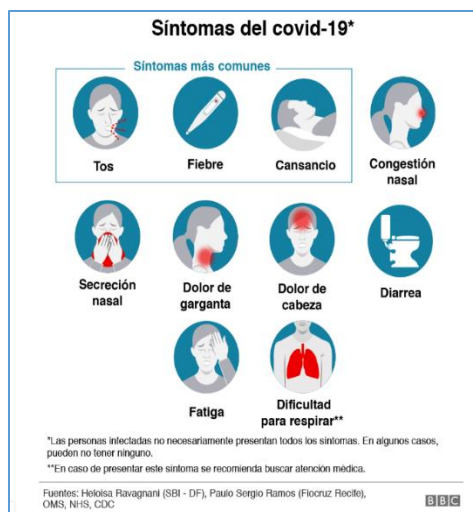 Síntomas del covid-19*
Síntomas más comunes
Tos
Fiebre
Cansancio
Congestión
nasal
Secreción
nasal
Dolor de
garganta
Dolor de
cabeza
Diarrea
Fatiga
Dificultad
para respirar**
*Las personas infectadas no necesariamente presentan todos los síntomas. En algunos casos,
pueden no tener ninguno.
**En caso de presentar este síntoma se recomienda buscar atención médica.
Fuentes: Heloisa Ravagnani (SBI - DF), Paulo Sergio Ramos (Fiocruz Recife),
OMS, NHS, CDC
BBC